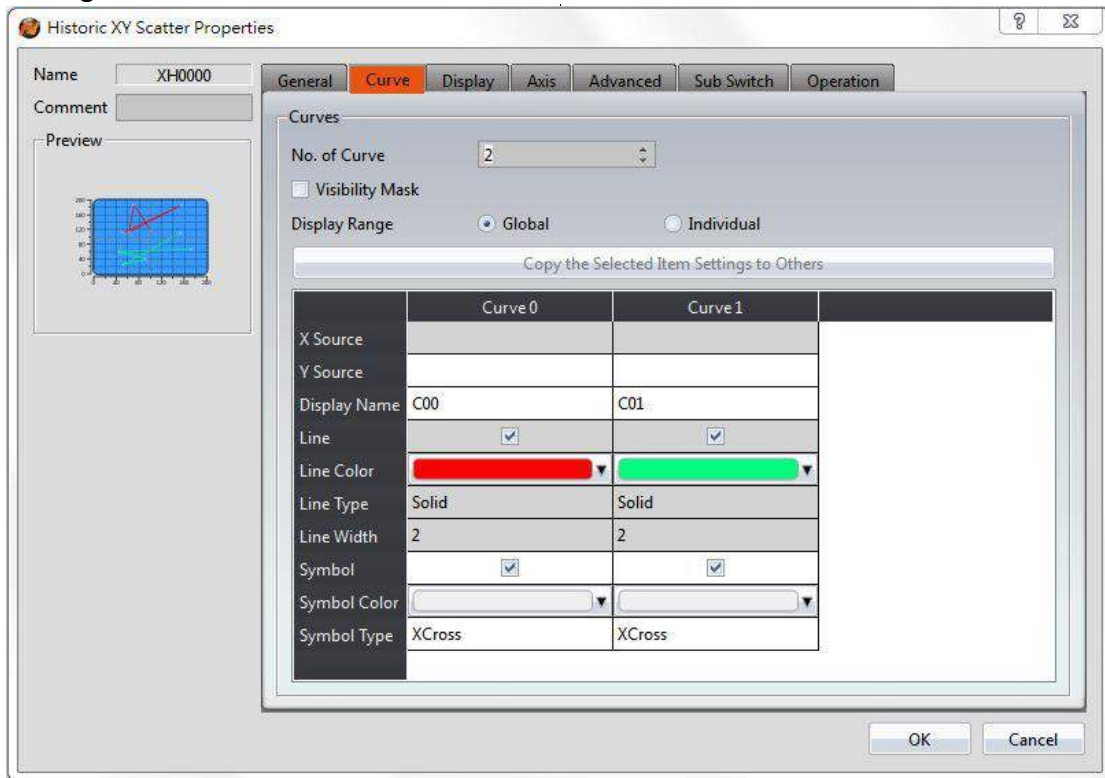 Historic XY Scatter Properties
Name XH0000
Comment
Preview
General Curve Display Axis Advanced Sub Switch Operation
Curves
No. of Curve 2
Visibility Mask
Display Range Global Individual
Copy the Selected Item Settings to Others
Curve 0 Curve 1
X Source
Y Source
Display Name C00 C01
Line
Line Color
Line Type Solid Solid
Line Width 2 2
Symbol
Symbol Color
Symbol Type XCross XCross
OK Cancel